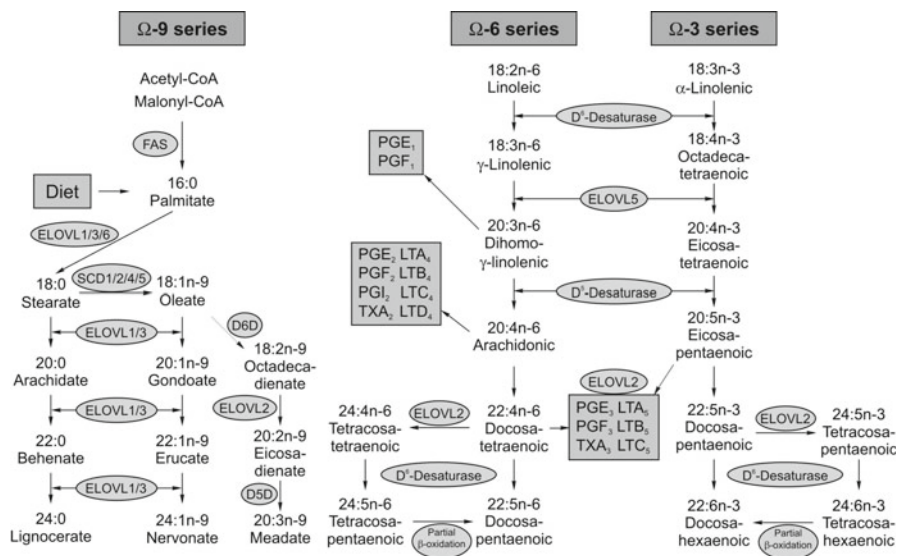 Ω-9 series
Acetyl-CoA
Malonyl-CoA
FAS
Diet
16:0
Palmitate
ELOVL1/3/6
18:0
Stearate
SCD1/2/4/5
18:1n-9
Oleate
ELOVL1/3
D6D
18:2n-9
Octadeca-
dienate
20:0
Arachidate
20:1n-9
Gondoate
ELOVL1/3
ELOVL2
22:0
Behenate
22:1n-9
Erucate
20:2n-9
Eicosa-
dienate
ELOVL1/3
D5D
24:0
Lignocerate
24:1n-9
Nervonate
20:3n-9
Meadate
Ω-6 series
Ω-3 series
18:2n-6
Linoleic
18:3n-3
α-Linolenic
D⁶-Desaturase
PGE₁
PGF₁
18:3n-6
γ-Linolenic
18:4n-3
Octadeca-
tetraenoic
ELOVL5
20:3n-6
Dihomo-
γ-linolenic
20:4n-3
Eicosa-
tetraenoic
PGE₂ LTA₄
PGF₂ LTB₄
PGI₂ LTC₄
TXA₂ LTD₄
D⁵-Desaturase
20:4n-6
Arachidonic
20:5n-3
Eicosa-
pentaenoic
ELOVL2
PGE₃ LTA₅
PGF₃ LTB₅
TXA₃ LTC₅
24:4n-6
Tetracosa-
tetraenoic
ELOVL2
22:4n-6
Docosa-
tetraenoic
22:5n-3
Docosa-
pentaenoic
ELOVL2
24:5n-3
Tetracosa-
pentaenoic
D⁶-Desaturase
D⁶-Desaturase
24:5n-6
Tetracosa-
pentaenoic
Partial
β-oxidation
22:5n-6
Docosa-
pentaenoic
22:6n-3
Docosa-
hexaenoic
Partial
β-oxidation
24:6n-3
Tetracosa-
hexaenoic